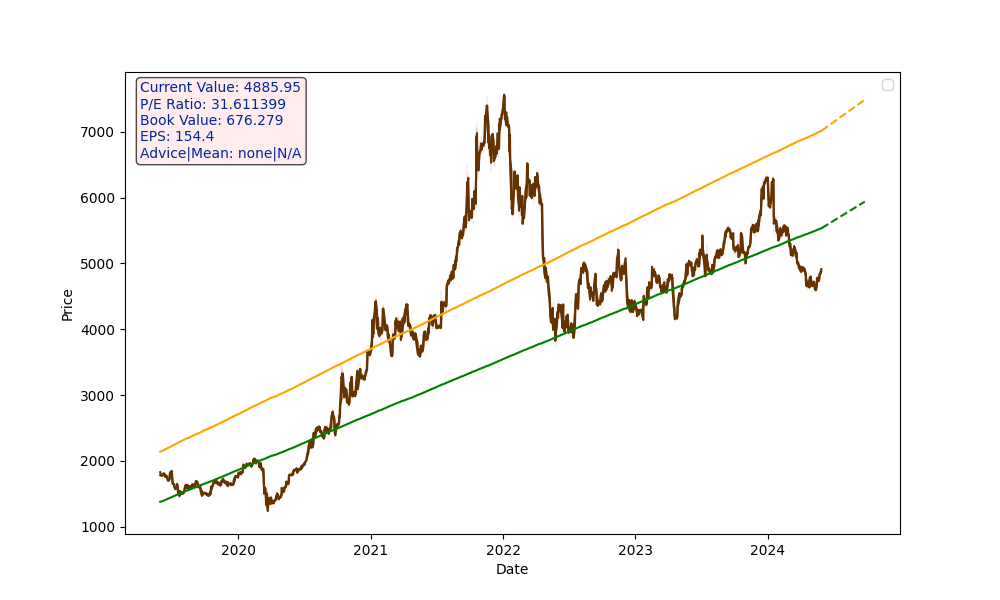 Current Value: 4885.95
P/E Ratio: 31.611399
Book Value: 676.279
EPS: 154.4
Advice|Mean: none|N/A
7000
6000
5000
4000
3000
2000
1000
Price
2020 2021 2022 2023 2024
Date